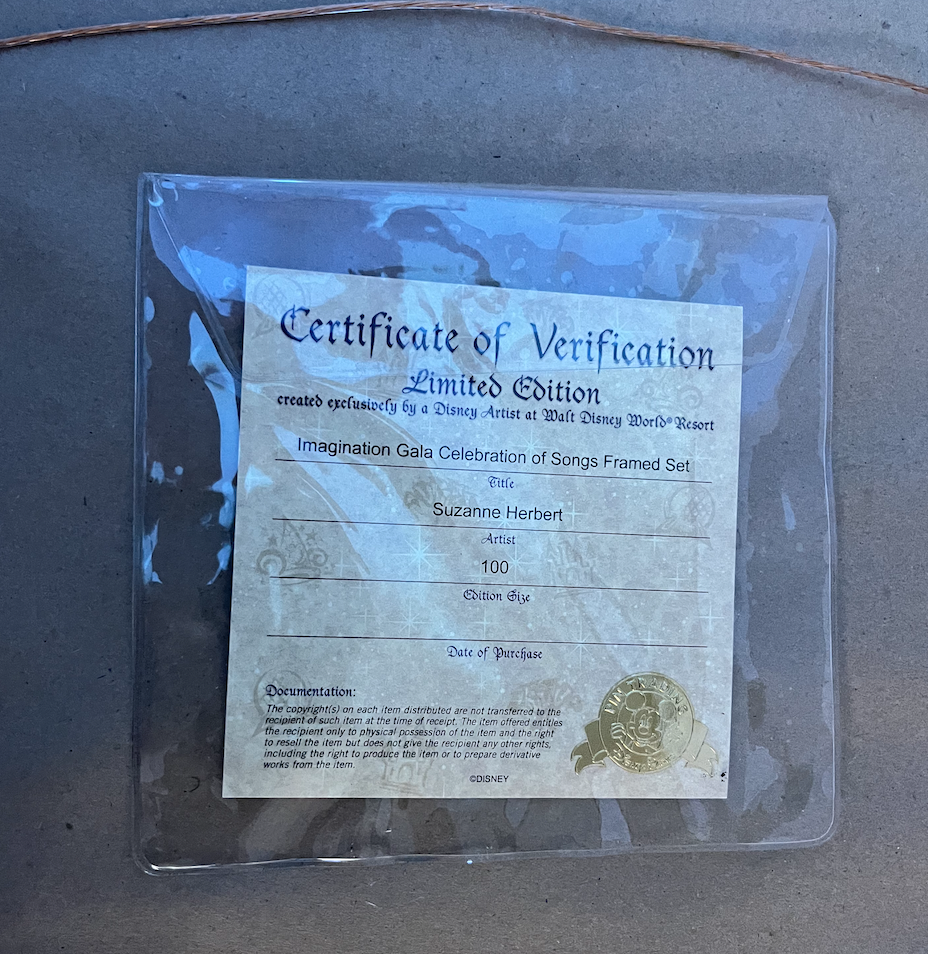 Certificate of Verification
Limited Edition
created exclusively by a Disney Artist at Walt Disney World® Resort
Imagination Gala Celebration of Songs Framed Set
Title
Suzanne Herbert
Artist
100
Edition Size
Date of Purchase
Documentation:
The copyright(s) on each item distributed are not transferred to the
recipient of such item at the time of receipt. The item offered entitles
the recipient only to physical possession of the item and the right
to resell the item but does not give the recipient any other rights,
including the right to produce the item or to prepare derivative
works from the item.
©DISNEY
PIN TRADING